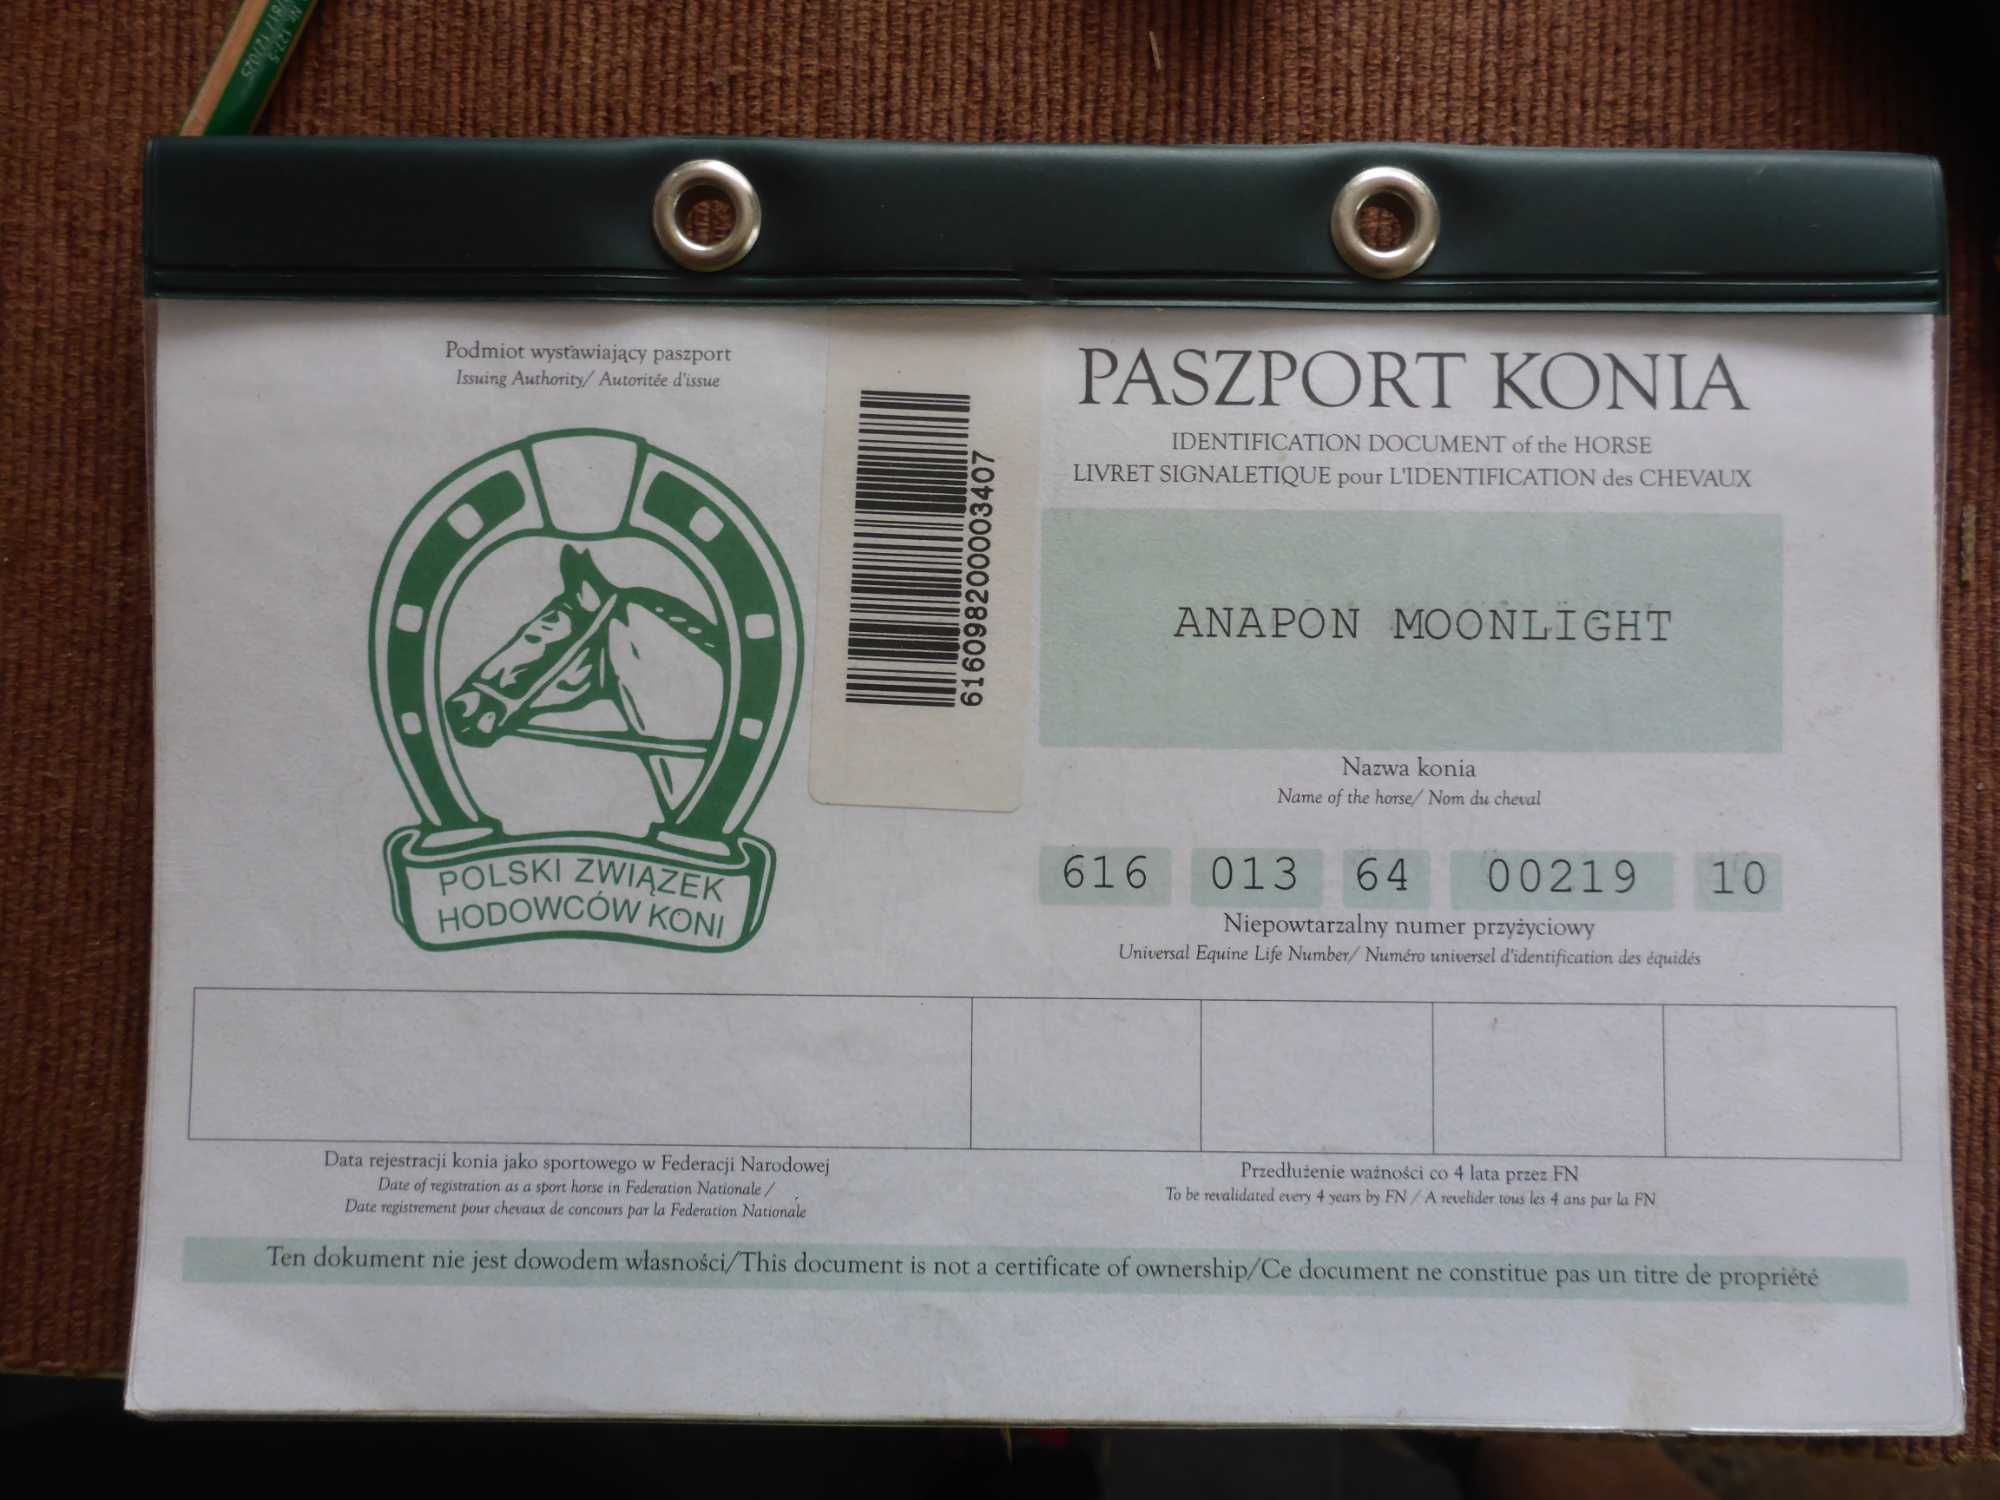 Podmiot wystawiający paszport
Issuing Authority/ Autoritée d'issue
POLSKI ZWIĄZEK
HODOWCÓW KONI
616098200003407
PASZPORT KONIA
IDENTIFICATION DOCUMENT of the HORSE
LIVRET SIGNALETIQUE pour L'IDENTIFICATION des CHEVAUX
ANAPON MOONLIGHT
Nazwa konia
Name of the horse/ Nom du cheval
616 013 64 00219 10
Niepowtarzalny numer przyżyciowy
Universal Equine Life Number/ Numéro universel d'identification des équidés
Data rejestracji konia jako sportowego w Federacji Narodowej
Date of registration as a sport horse in Federation Nationale /
Date registrement pour chevaux de concours par la Federation Nationale
Przedłużenie ważności co 4 lata przez FN
To be revalidated every 4 years by FN / A revelider tous les 4 ans par la FN
Ten dokument nie jest dowodem własności/This document is not a certificate of ownership/Ce document ne constitue pas un titre de propriété